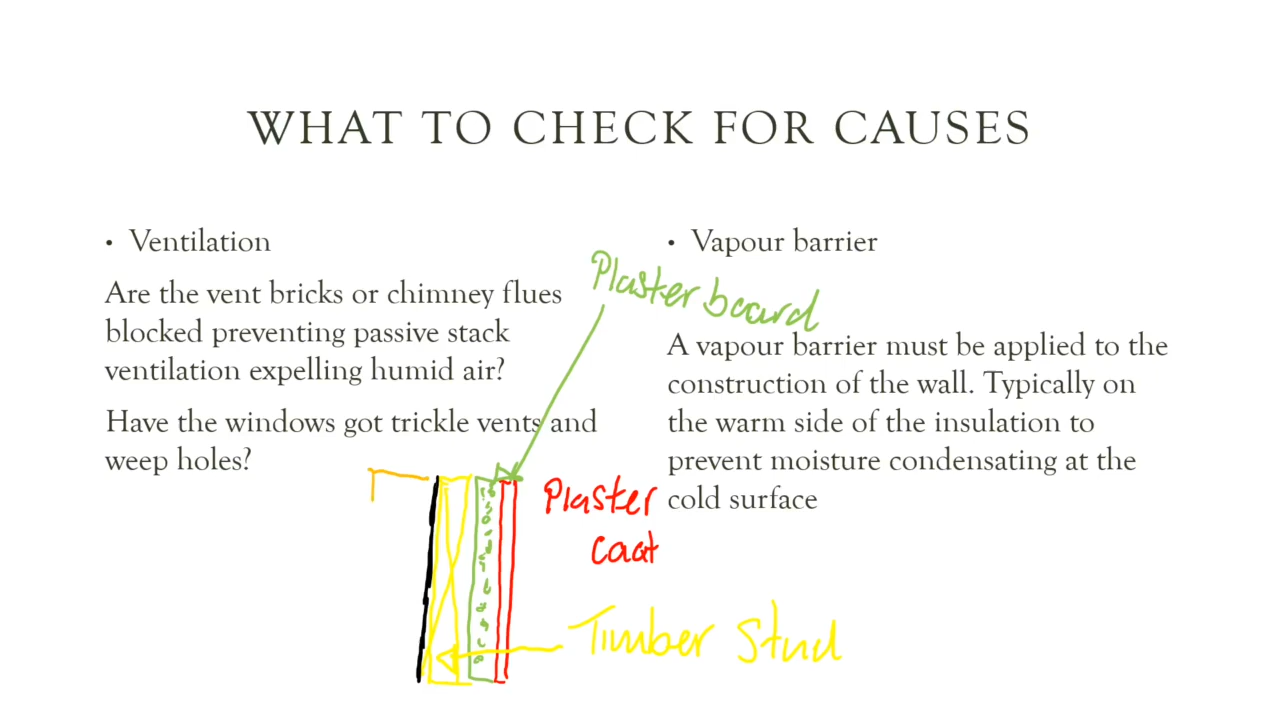 WHAT TO CHECK FOR CAUSES
• Ventilation
Are the vent bricks or chimney flues
blocked preventing passive stack
ventilation expelling humid air?
Have the windows got trickle vents and
weep holes?
• Vapour barrier
A vapour barrier must be applied to the
construction of the wall. Typically on
the warm side of the insulation to
prevent moisture condensating at the
cold surface
Plaster board
Plaster
Coat
Timber Stud